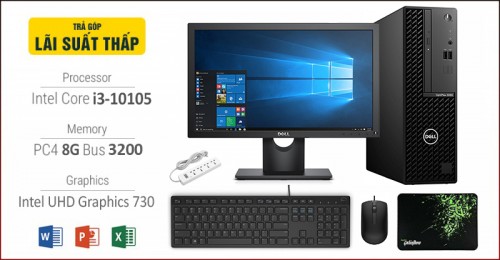 TRẢ GÓP
LÃI SUẤT THẤP
Processor
Intel Core i3-10105
Memory
PC4 8G Bus 3200
Graphics
Intel UHD Graphics 730
W
P
X
DELL
DELL